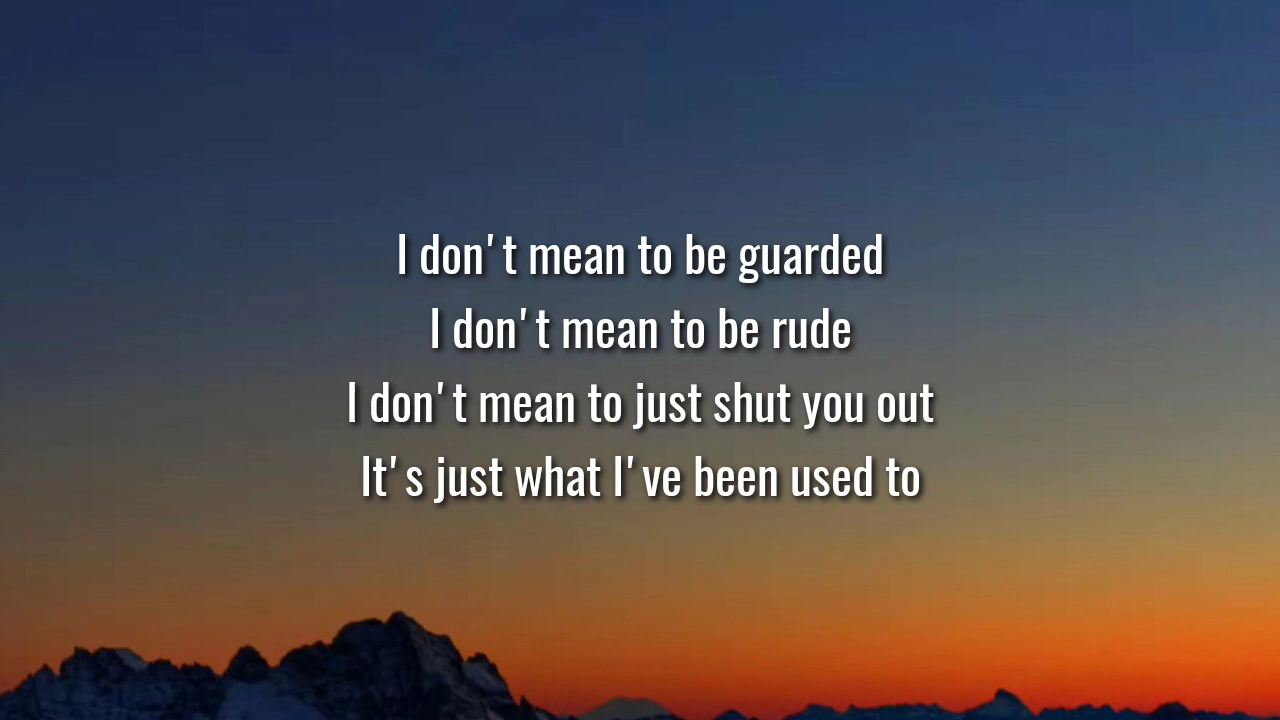 I don't mean to be guarded
I don't mean to be rude
I don't mean to just shut you out
It's just what I've been used to